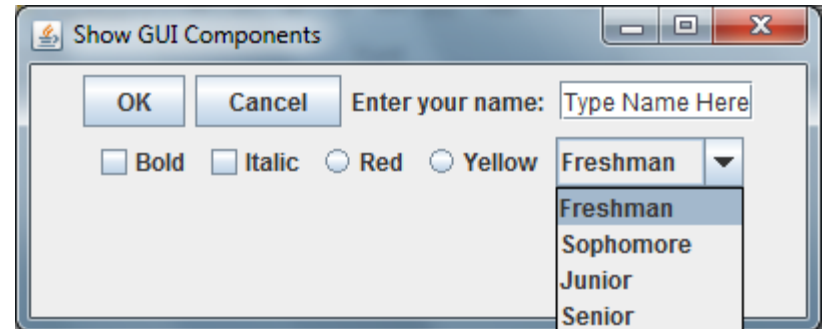 Show GUI Components
OK Cancel Enter your name: Type Name Here
Bold Italic Red Yellow Freshman
Freshman
Sophomore
Junior
Senior